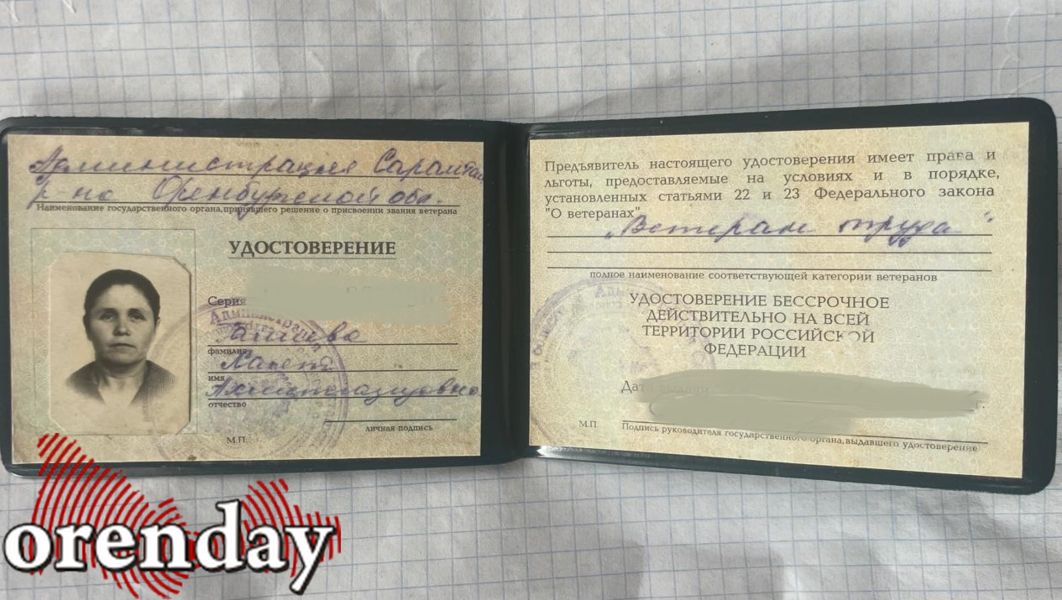 Администрация
р-на Оренбургской обл.
Наименование государственного органа, принявшего решение о присвоении звания ветерана
УДОСТОВЕРЕНИЕ
Серия
фамилия
имя
отчество
личная подпись
М.П.
Предъявитель настоящего удостоверения имеет права и
льготы, предоставляемые на условиях и в порядке,
установленных статьями 22 и 23 Федерального закона
"О ветеранах"
"Ветеран труда"
полное наименование соответствующей категории ветеранов
УДОСТОВЕРЕНИЕ БЕССРОЧНОЕ
ДЕЙСТВИТЕЛЬНО НА ВСЕЙ
ТЕРРИТОРИИ РОССИЙСКОЙ
ФЕДЕРАЦИИ
Дата
М.П.
Подпись руководителя государственного органа, выдавшего удостоверение
orenday